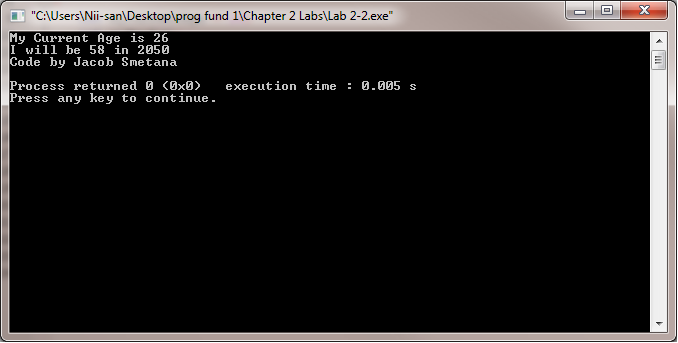 "C:\Users\Nii-san\Desktop\prog fund 1\Chapter 2 Labs\Lab 2-2.exe"
My Current Age is 26
I will be 58 in 2050
Code by Jacob Smetana
Process returned 0 (0x0)   execution time : 0.005 s
Press any key to continue.